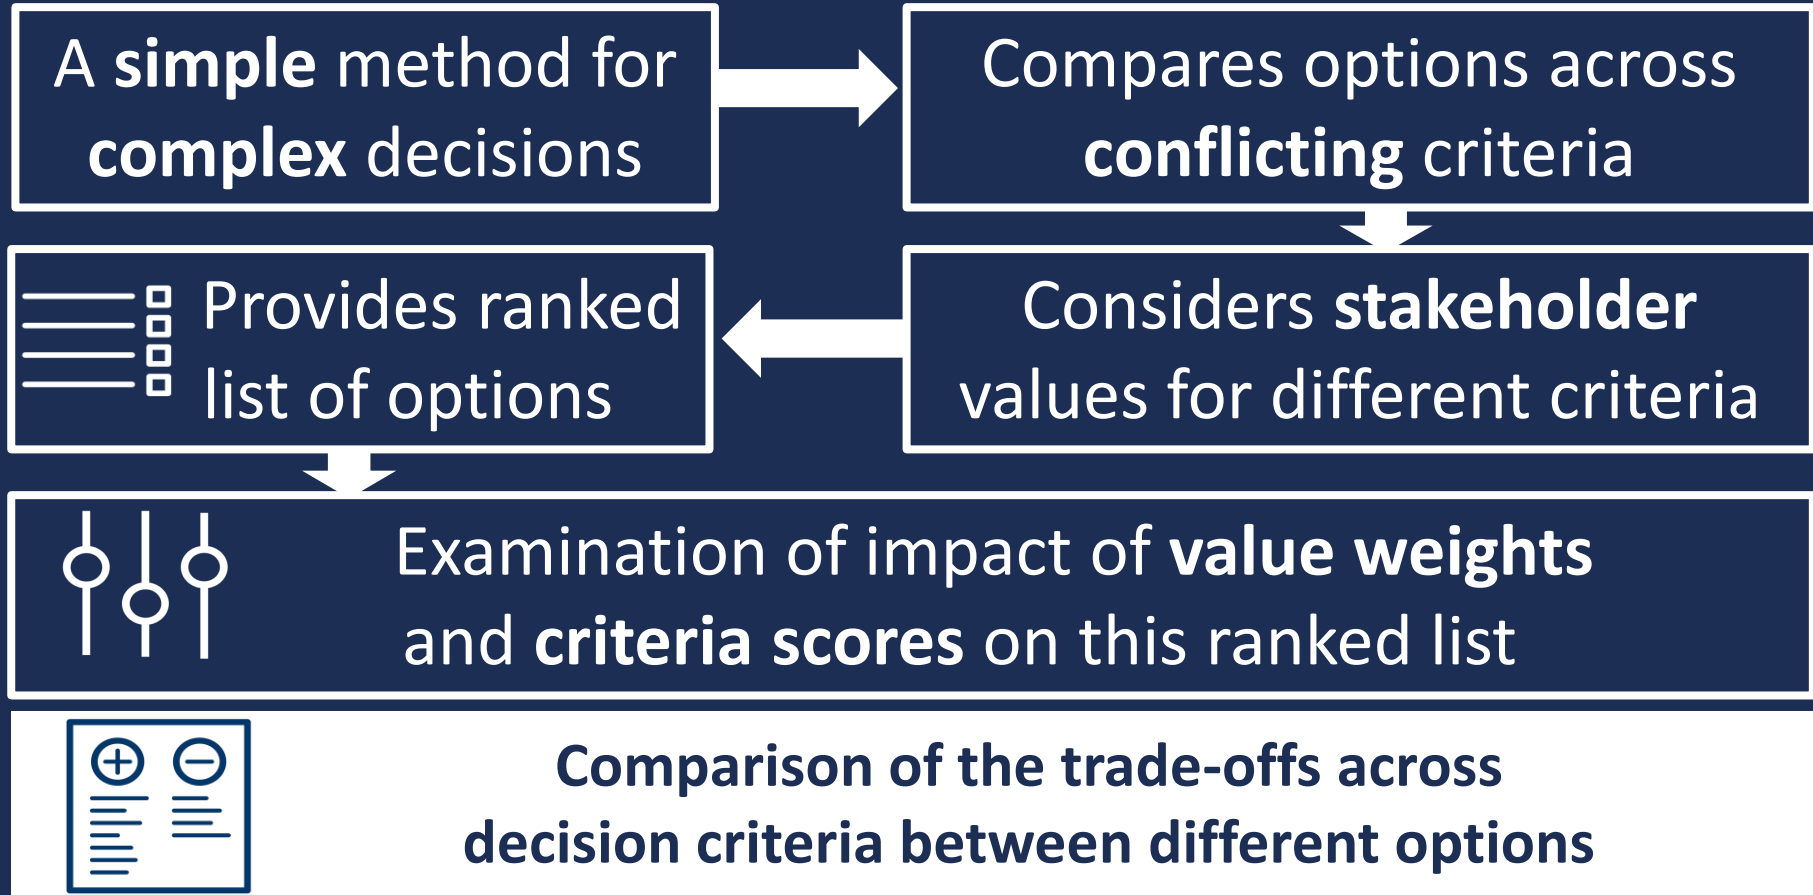 A simple method for
complex decisions
Compares options across
conflicting criteria
Considers stakeholder
values for different criteria
Provides ranked
list of options
Examination of impact of value weights
and criteria scores on this ranked list
Comparison of the trade-offs across
decision criteria between different options